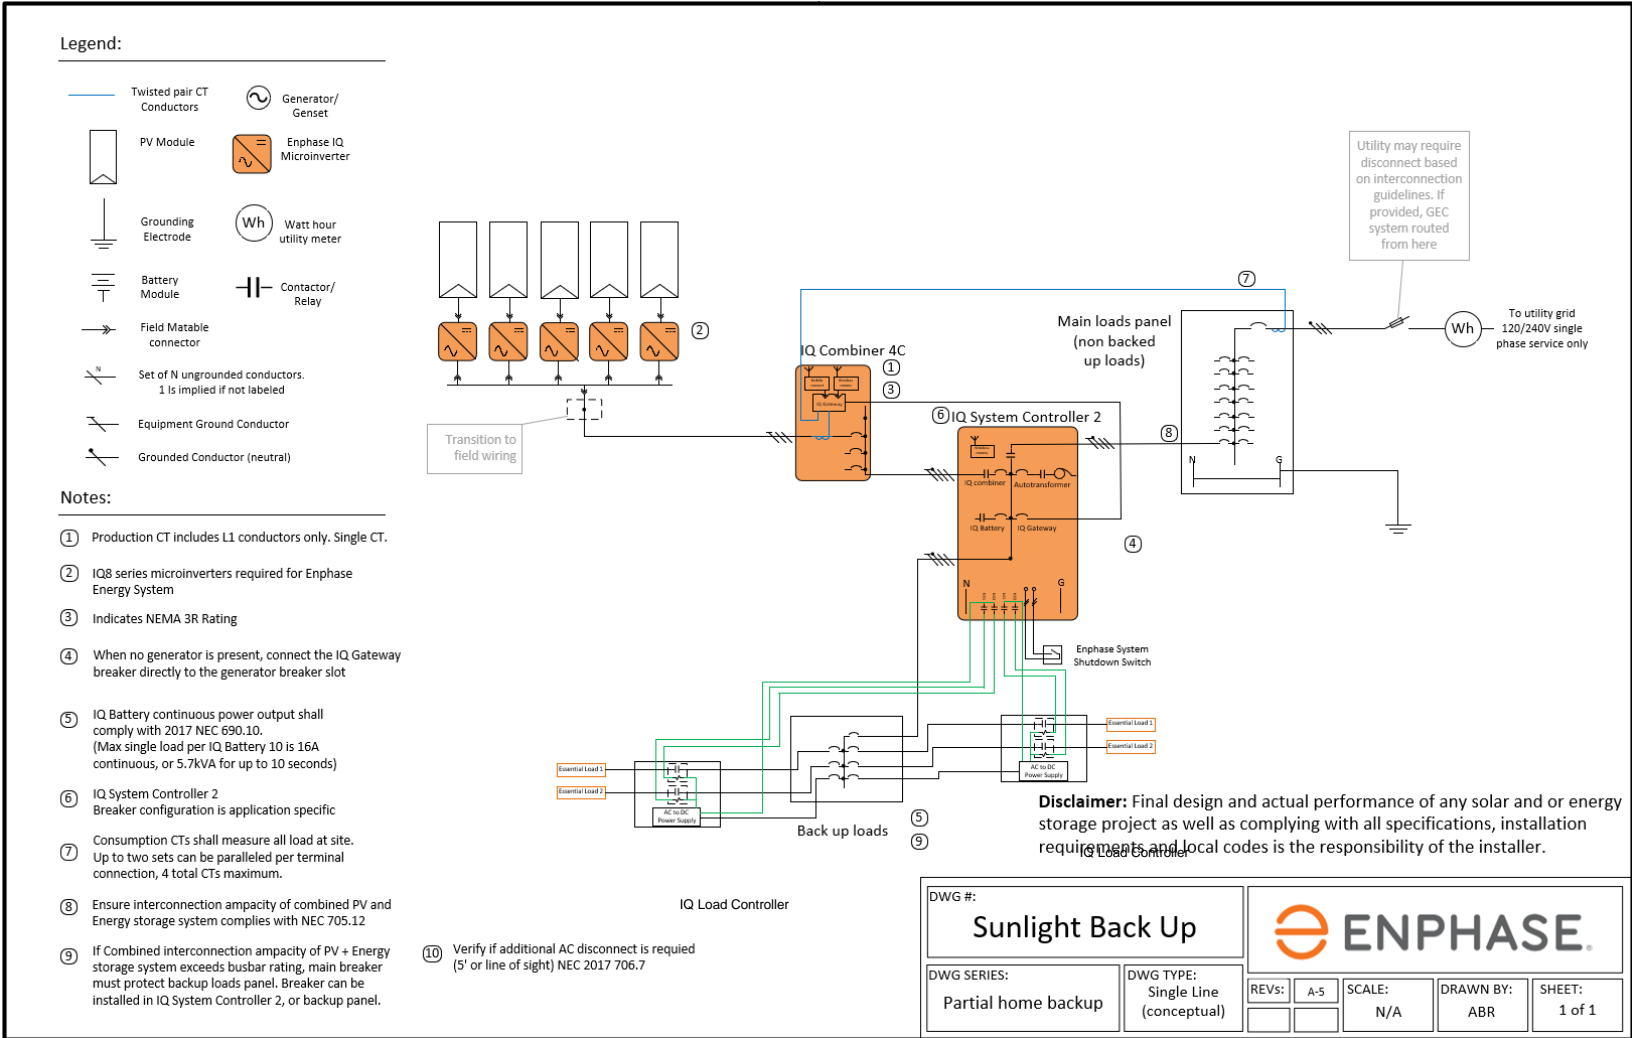 Legend:
Twisted pair CT
Conductors
Generator/
Genset
PV Module
Enphase IQ
Microinverter
Grounding
Electrode
Wh
Watt hour
utility meter
Battery
Module
Contactor/
Relay
Field Matable
connector
N
Set of N ungrounded conductors.
1 Is implied if not labeled
Equipment Ground Conductor
Grounded Conductor (neutral)
Notes:
1 Production CT includes L1 conductors only. Single CT.
2 IQ8 series microinverters required for Enphase
Energy System
3 Indicates NEMA 3R Rating
4 When no generator is present, connect the IQ Gateway
breaker directly to the generator breaker slot
5 IQ Battery continuous power output shall
comply with 2017 NEC 690.10.
(Max single load per IQ Battery 10 is 16A
continuous, or 5.7kVA for up to 10 seconds)
6 IQ System Controller 2
Breaker configuration is application specific
7 Consumption CTs shall measure all load at site.
Up to two sets can be paralleled per terminal
connection, 4 total CTs maximum.
8 Ensure interconnection ampacity of combined PV and
Energy storage system complies with NEC 705.12
9 If Combined interconnection ampacity of PV + Energy
storage system exceeds busbar rating, main breaker
must protect backup loads panel. Breaker can be
installed in IQ System Controller 2, or backup panel.
10 Verify if additional AC disconnect is requied
(5' or line of sight) NEC 2017 706.7
2
Transition to
field wiring
IQ Combiner 4C
1
3
IQ Gateway
6 IQ System Controller 2
IQ combiner
Autotransformer
IQ Battery
IQ Gateway
N
G
4
7
8
Main loads panel
(non backed
up loads)
N
G
Utility may require
disconnect based
on interconnection
guidelines. If
provided, GEC
system routed
from here
Wh
To utility grid
120/240V single
phase service only
Enphase System
Shutdown Switch
Essential Load 1
Essential Load 2
AC to DC
Power Supply
Essential Load 1
Essential Load 2
AC to DC
Power Supply
Back up loads
5
9
IQ Load Controller
IQ Load Controller
Disclaimer: Final design and actual performance of any solar and or energy
storage project as well as complying with all specifications, installation
requirements and local codes is the responsibility of the installer.
DWG #:
Sunlight Back Up
ENPHASE
DWG SERIES:
Partial home backup
DWG TYPE:
Single Line
(conceptual)
REVs:
A-5
SCALE:
N/A
DRAWN BY:
ABR
SHEET:
1 of 1